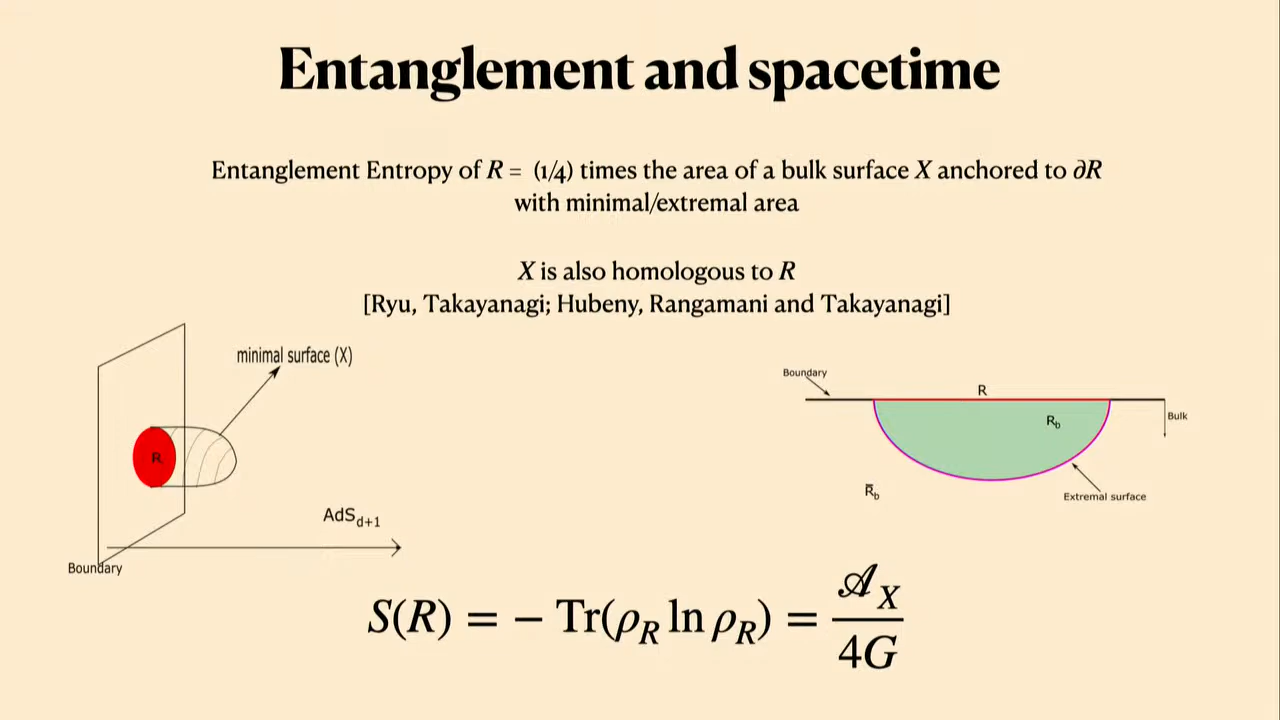 Entanglement and spacetime
Entanglement Entropy of R = (1/4) times the area of a bulk surface X anchored to ∂R
with minimal/extremal area
X is also homologous to R
[Ryu, Takayanagi; Hubeny, Rangamani and Takayanagi]
minimal surface (X)
R
AdS_{d+1}
Boundary
Boundary
R
R_b
Bulk
R̄_b
Extremal surface
S(R) = − Tr(ρ_R ln ρ_R) = 𝒜_X / 4G